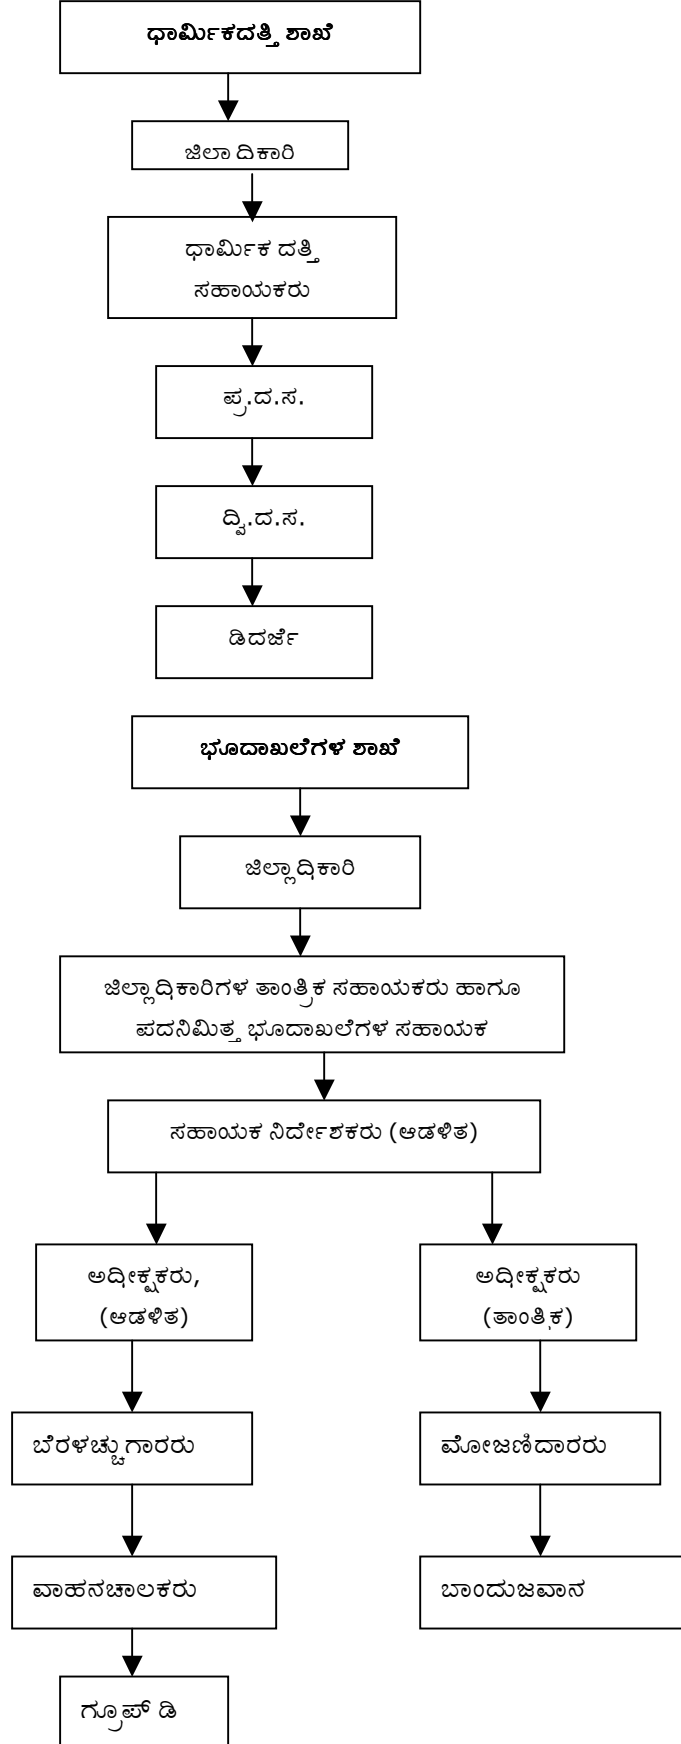 ಧಾರ್ಮಿಕದತ್ತಿ ಶಾಖೆ
ಜಿಲ್ಲಾಧಿಕಾರಿ
ಧಾರ್ಮಿಕ ದತ್ತಿ
ಸಹಾಯಕರು
ಪ್ರ.ದ.ಸ.
ದ್ವಿ.ದ.ಸ.
ಡಿದರ್ಜೆ
ಭೂದಾಖಲೆಗಳ ಶಾಖೆ
ಜಿಲ್ಲಾಧಿಕಾರಿ
ಜಿಲ್ಲಾಧಿಕಾರಿಗಳ ತಾಂತ್ರಿಕ ಸಹಾಯಕರು ಹಾಗೂ
ಪದನಿಮಿತ್ತ ಭೂದಾಖಲೆಗಳ ಸಹಾಯಕ
ಸಹಾಯಕ ನಿರ್ದೇಶಕರು (ಆಡಳಿತ)
ಅಧೀಕ್ಷಕರು,
(ಆಡಳಿತ)
ಅಧೀಕ್ಷಕರು
(ತಾಂತ್ರಿಕ)
ಬೆರಳಚ್ಚುಗಾರರು
ಮೋಜಣಿದಾರರು
ವಾಹನಚಾಲಕರು
ಬಾಂದುಜವಾನ
ಗ್ರೂಪ್ ಡಿ